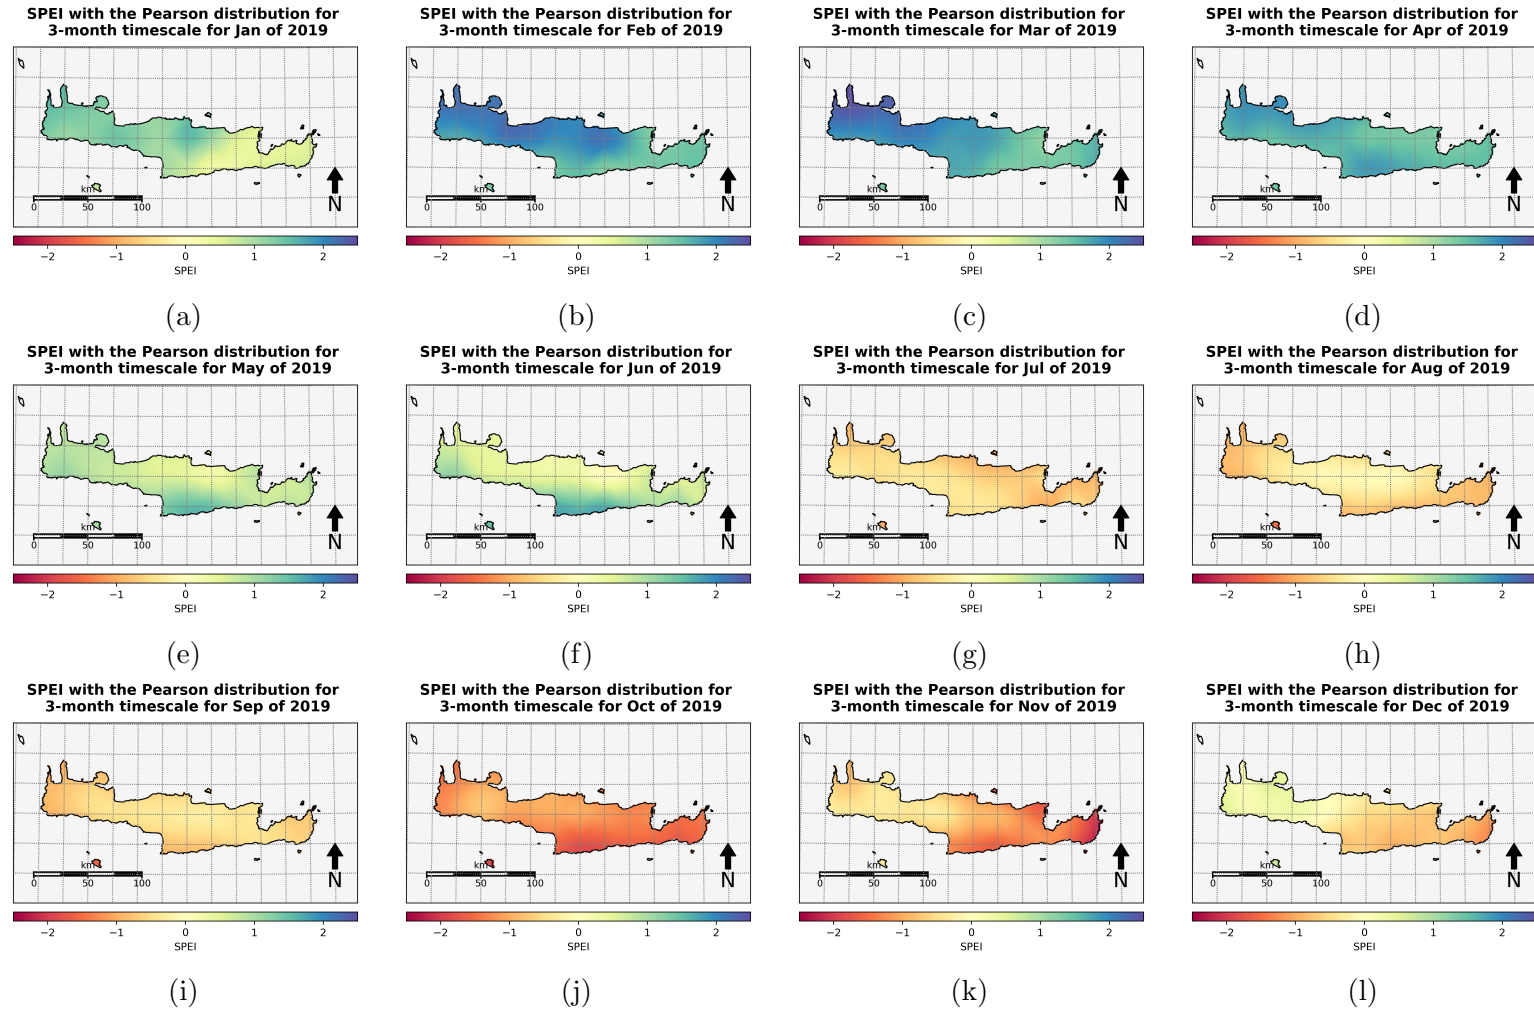 SPEI with the Pearson distribution for
3-month timescale for Jan of 2019
km
0 50 100
N
−2 −1 0 1 2
SPEI
(a)
SPEI with the Pearson distribution for
3-month timescale for Feb of 2019
km
0 50 100
N
−2 −1 0 1 2
SPEI
(b)
SPEI with the Pearson distribution for
3-month timescale for Mar of 2019
km
0 50 100
N
−2 −1 0 1 2
SPEI
(c)
SPEI with the Pearson distribution for
3-month timescale for Apr of 2019
km
0 50 100
N
−2 −1 0 1 2
SPEI
(d)
SPEI with the Pearson distribution for
3-month timescale for May of 2019
km
0 50 100
N
−2 −1 0 1 2
SPEI
(e)
SPEI with the Pearson distribution for
3-month timescale for Jun of 2019
km
0 50 100
N
−2 −1 0 1 2
SPEI
(f)
SPEI with the Pearson distribution for
3-month timescale for Jul of 2019
km
0 50 100
N
−2 −1 0 1 2
SPEI
(g)
SPEI with the Pearson distribution for
3-month timescale for Aug of 2019
km
0 50 100
N
−2 −1 0 1 2
SPEI
(h)
SPEI with the Pearson distribution for
3-month timescale for Sep of 2019
km
0 50 100
N
−2 −1 0 1 2
SPEI
(i)
SPEI with the Pearson distribution for
3-month timescale for Oct of 2019
km
0 50 100
N
−2 −1 0 1 2
SPEI
(j)
SPEI with the Pearson distribution for
3-month timescale for Nov of 2019
km
0 50 100
N
−2 −1 0 1 2
SPEI
(k)
SPEI with the Pearson distribution for
3-month timescale for Dec of 2019
km
0 50 100
N
−2 −1 0 1 2
SPEI
(l)